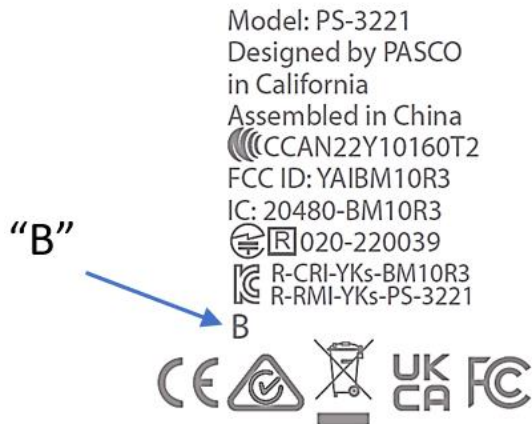 Model: PS-3221
Designed by PASCO
in California
Assembled in China
CCAN22Y10160T2
FCC ID: YAIBM10R3
IC: 20480-BM10R3
R 020-220039
R-CRI-YKs-BM10R3
R-RMI-YKs-PS-3221
“B”
B
CE UK CA FC